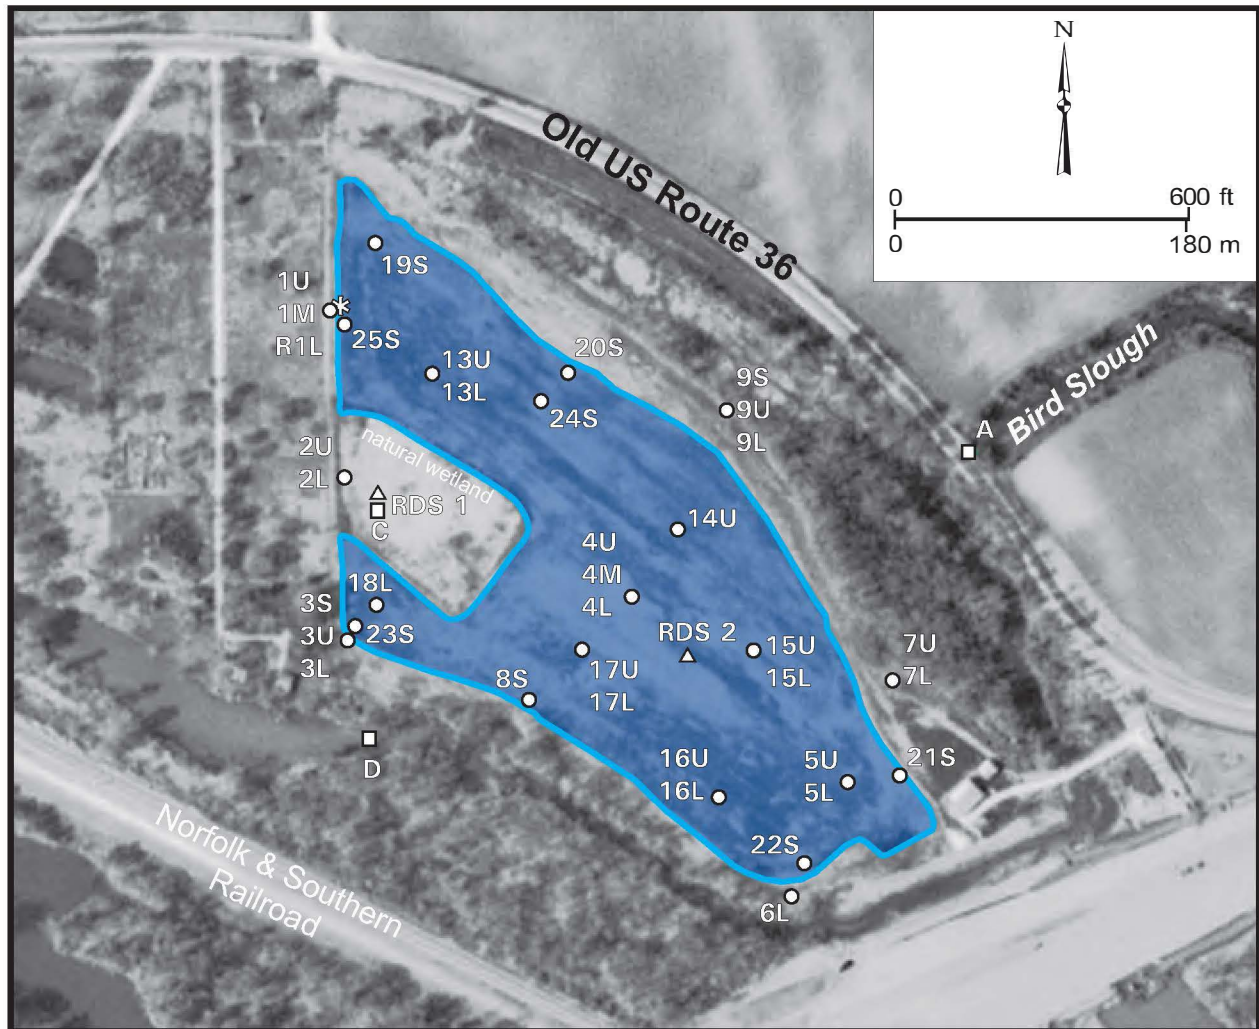 N
0 600 ft
0 180 m
Old US Route 36
Bird Slough
A
19S
1U
1M
R1L
*
25S
13U
13L
20S
24S
9S
9U
9L
natural wetland
2U
2L
RDS 1
C
14U
4U
4M
4L
18L
3S
3U
3L
23S
RDS 2
15U
15L
17U
17L
7U
7L
8S
D
16U
16L
5U
5L
21S
22S
6L
Norfolk & Southern
Railroad